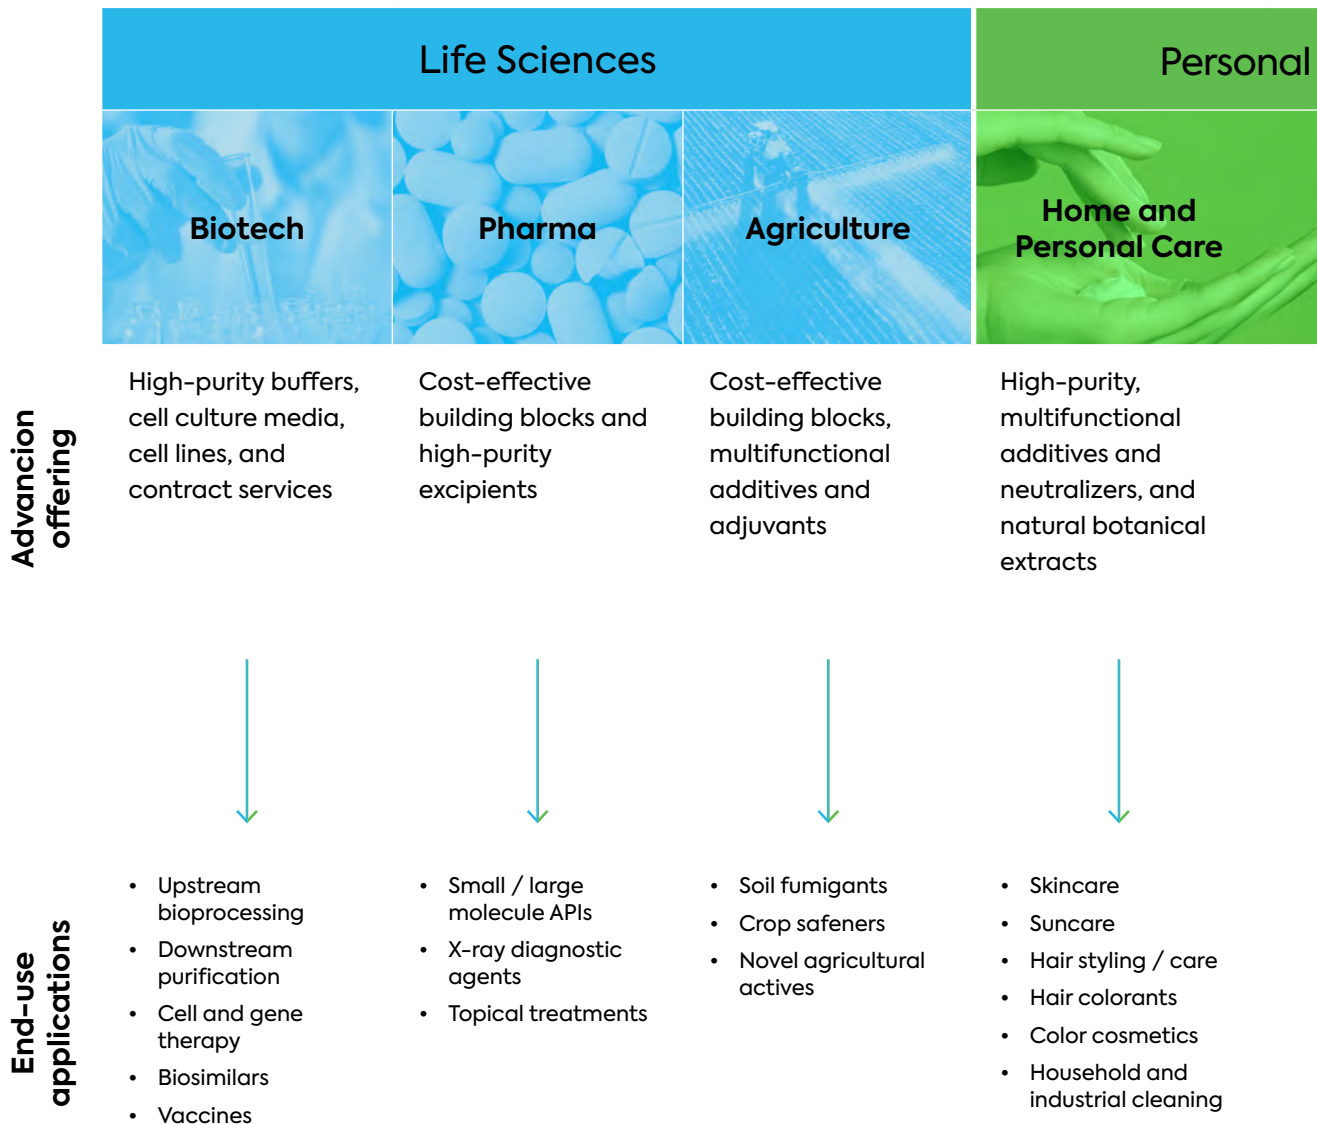 Life Sciences
Personal
Biotech
Pharma
Agriculture
Home and
Personal Care
Advancion
offering
High-purity buffers,
cell culture media,
cell lines, and
contract services
Cost-effective
building blocks and
high-purity
excipients
Cost-effective
building blocks,
multifunctional
additives and
adjuvants
High-purity,
multifunctional
additives and
neutralizers, and
natural botanical
extracts
End-use
applications
• Upstream
bioprocessing
• Downstream
purification
• Cell and gene
therapy
• Biosimilars
• Vaccines
• Small / large
molecule APIs
• X-ray diagnostic
agents
• Topical treatments
• Soil fumigants
• Crop safeners
• Novel agricultural
actives
• Skincare
• Suncare
• Hair styling / care
• Hair colorants
• Color cosmetics
• Household and
industrial cleaning